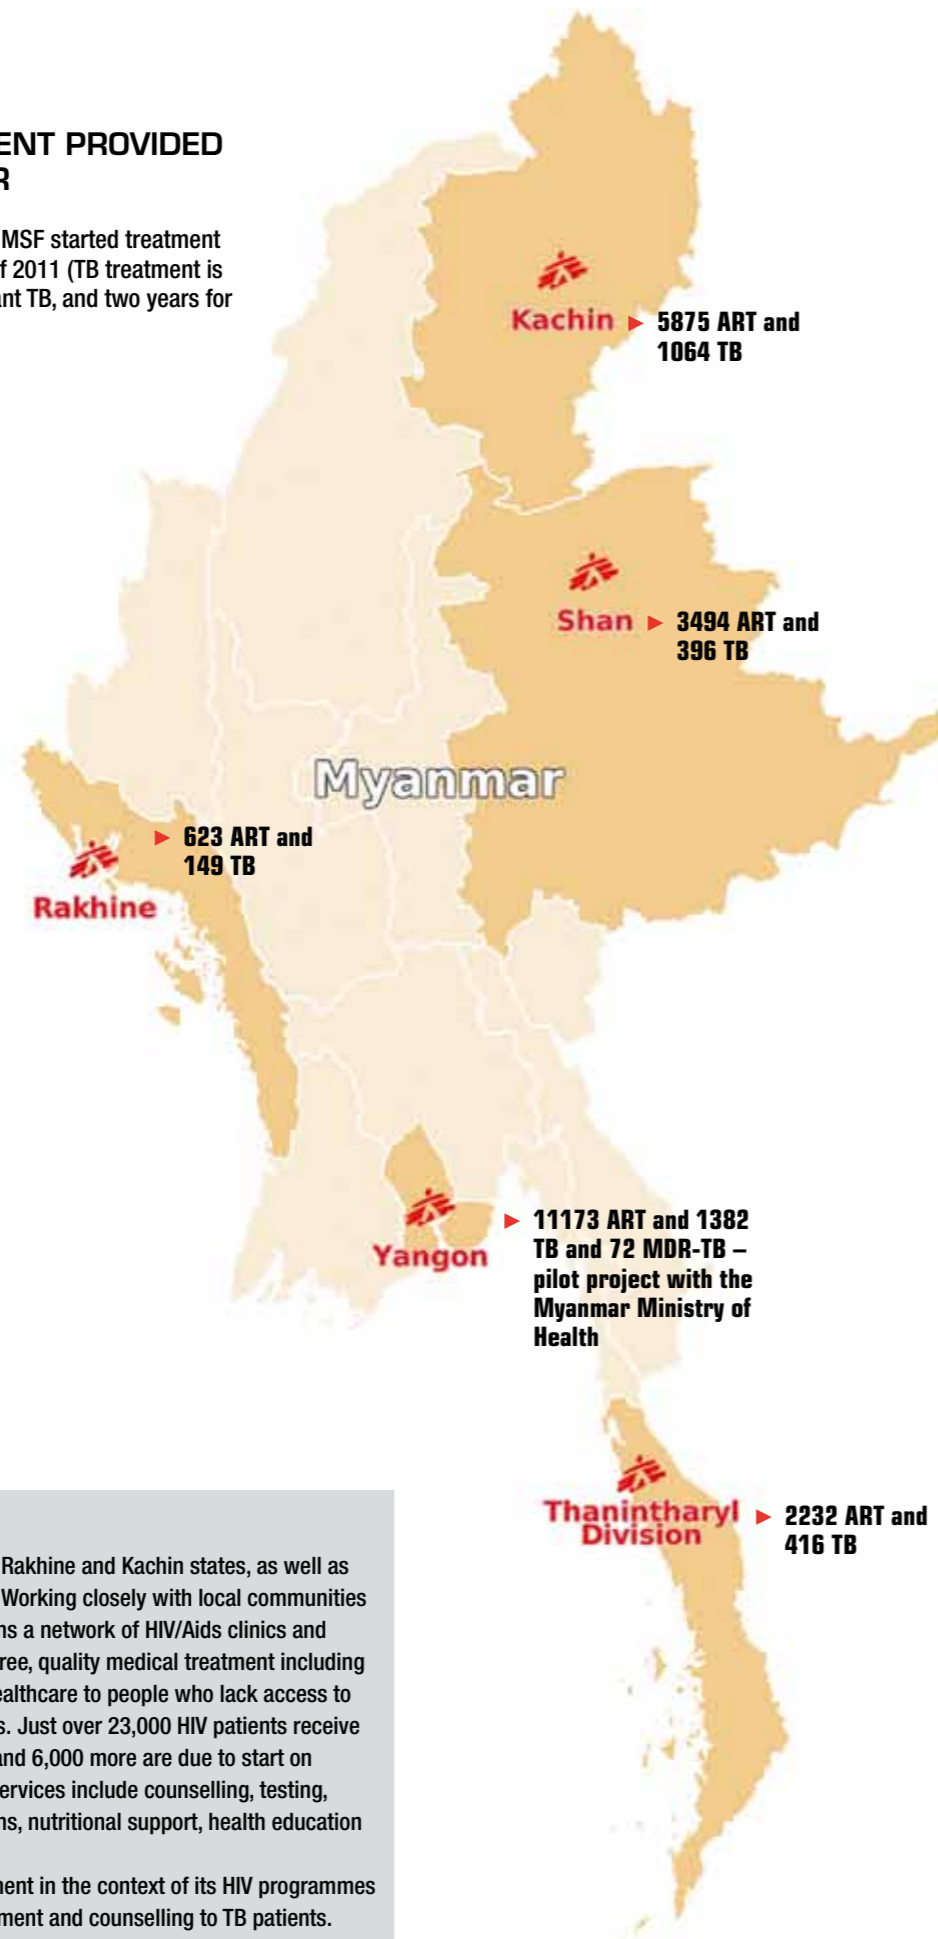 ENT PROVIDED
R
MSF started treatment
f 2011 (TB treatment is
ant TB, and two years for
Kachin
5875 ART and
1064 TB
Shan
3494 ART and
396 TB
Myanmar
623 ART and
149 TB
Rakhine
11173 ART and 1382
TB and 72 MDR-TB –
pilot project with the
Myanmar Ministry of
Health
Yangon
Thanintharyl
Division
2232 ART and
416 TB
Rakhine and Kachin states, as well as
Working closely with local communities
ns a network of HIV/Aids clinics and
free, quality medical treatment including
ealthcare to people who lack access to
s. Just over 23,000 HIV patients receive
and 6,000 more are due to start on
ervices include counselling, testing,
ns, nutritional support, health education
nent in the context of its HIV programmes
ment and counselling to TB patients.